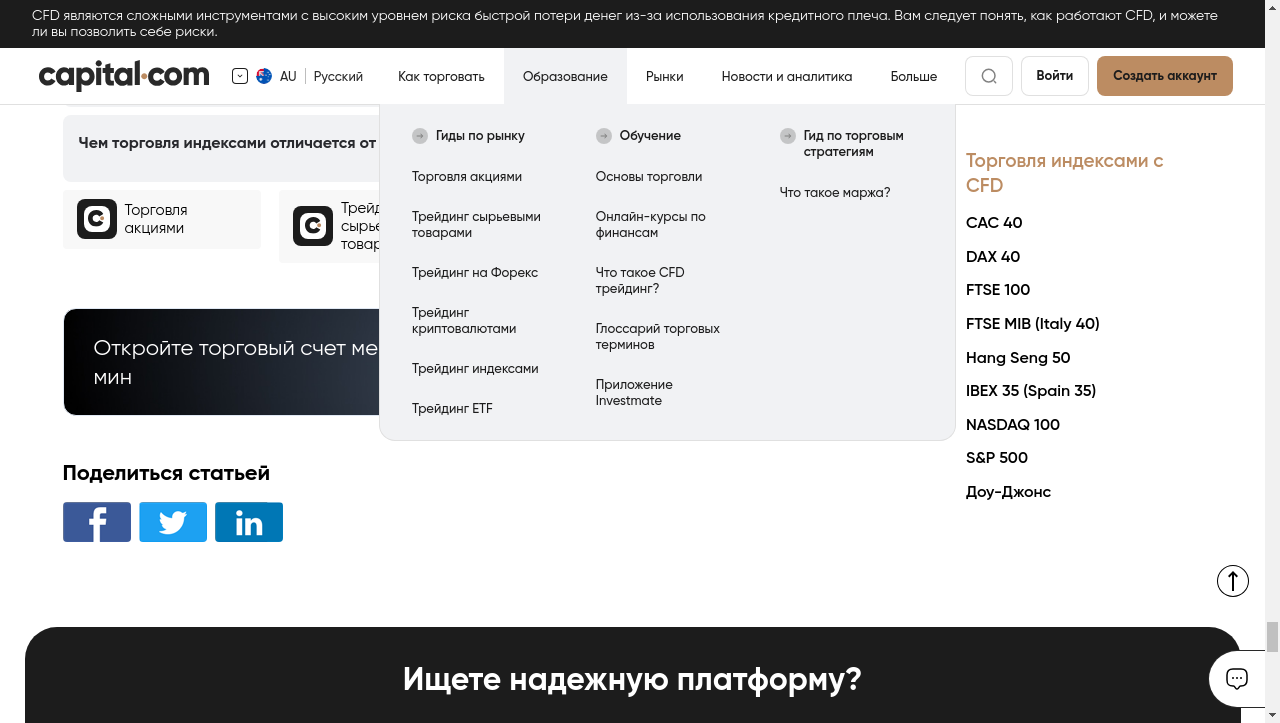 CFD являются сложными инструментами с высоким уровнем риска быстрой потери денег из-за использования кредитного плеча. Вам следует понять, как работают CFD, и можете
ли вы позволить себе риски.
capital.com
AU
Русский
Как торговать
Образование
Рынки
Новости и аналитика
Больше
Войти
Создать аккаунт
Гиды по рынку
Торговля акциями
Трейдинг сырьевыми
товарами
Трейдинг на Форекс
Трейдинг
криптовалютами
Трейдинг индексами
Трейдинг ETF
Обучение
Основы торговли
Онлайн-курсы по
финансам
Что такое CFD
трейдинг?
Глоссарий торговых
терминов
Приложение
Investmate
Гид по торговым
стратегиям
Что такое маржа?
Чем торговля индексами отличается от
Торговля
акциями
Откройте торговый счет
мин
Поделиться статьей
Торговля индексами с
CFD
CAC 40
DAX 40
FTSE 100
FTSE MIB (Italy 40)
Hang Seng 50
IBEX 35 (Spain 35)
NASDAQ 100
S&P 500
Доу-Джонс
Ищете надежную платформу?